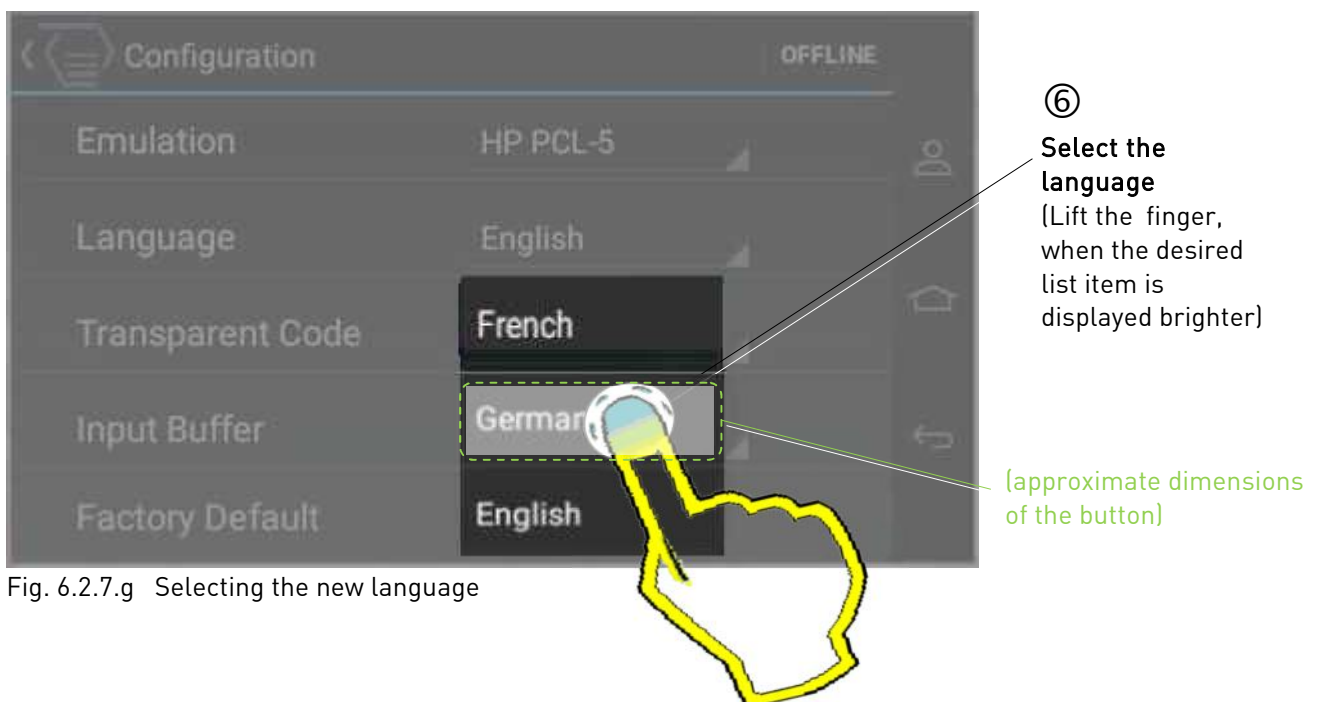 Configuration
OFFLINE
Emulation
HP PCL-5
Language
English
Transparent Code
French
Input Buffer
German
Factory Default
English
⑥
Select the
language
(Lift the finger,
when the desired
list item is
displayed brighter)
(approximate dimensions
of the button)
Fig. 6.2.7.g Selecting the new language